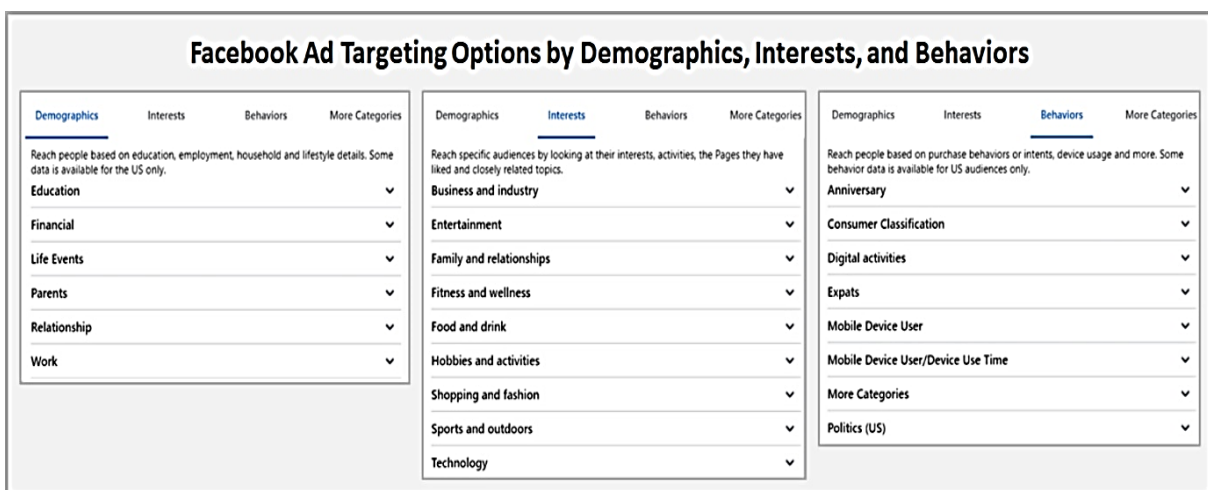 Facebook Ad Targeting Options by Demographics, Interests, and Behaviors
Demographics Interests Behaviors More Categories
Reach people based on education, employment, household and lifestyle details. Some
data is available for the US only.
Education
Financial
Life Events
Parents
Relationship
Work
Demographics Interests Behaviors More Categories
Reach specific audiences by looking at their interests, activities, the Pages they have
liked and closely related topics.
Business and industry
Entertainment
Family and relationships
Fitness and wellness
Food and drink
Hobbies and activities
Shopping and fashion
Sports and outdoors
Technology
Demographics Interests Behaviors More Categories
Reach people based on purchase behaviors or intents, device usage and more. Some
behavior data is available for US audiences only.
Anniversary
Consumer Classification
Digital activities
Expats
Mobile Device User
Mobile Device User/Device Use Time
More Categories
Politics (US)